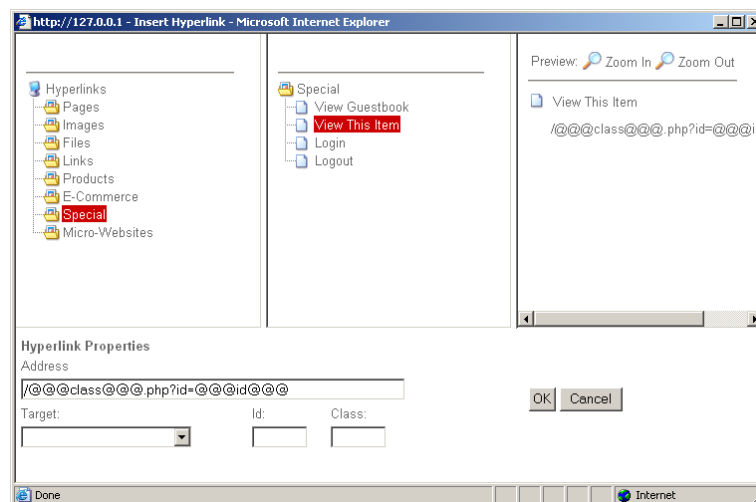 http://127.0.0.1 - Insert Hyperlink - Microsoft Internet Explorer
Hyperlinks
Pages
Images
Files
Links
Products
E-Commerce
Special
Micro-Websites
Special
View Guestbook
View This Item
Login
Logout
Preview: Zoom In Zoom Out
View This Item
/@@@class@@@.php?id=@@@i
Hyperlink Properties
Address
/@@@class@@@.php?id=@@@id@@@
Target: Id: Class:
OK Cancel
Done Internet